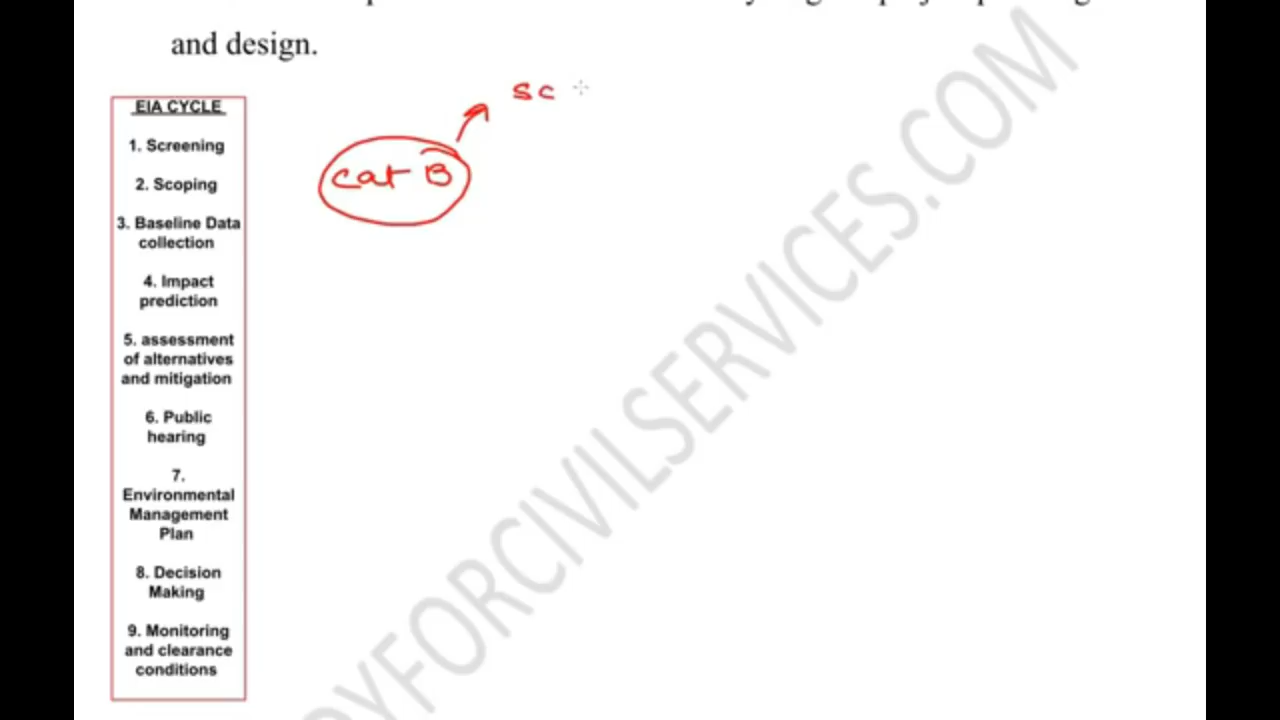 and design.
EIA CYCLE
1. Screening
2. Scoping
3. Baseline Data
collection
4. Impact
prediction
5. assessment
of alternatives
and mitigation
6. Public
hearing
7.
Environmental
Management
Plan
8. Decision
Making
9. Monitoring
and clearance
conditions
sc
cat B
YFORCIVILSERVICES.COM